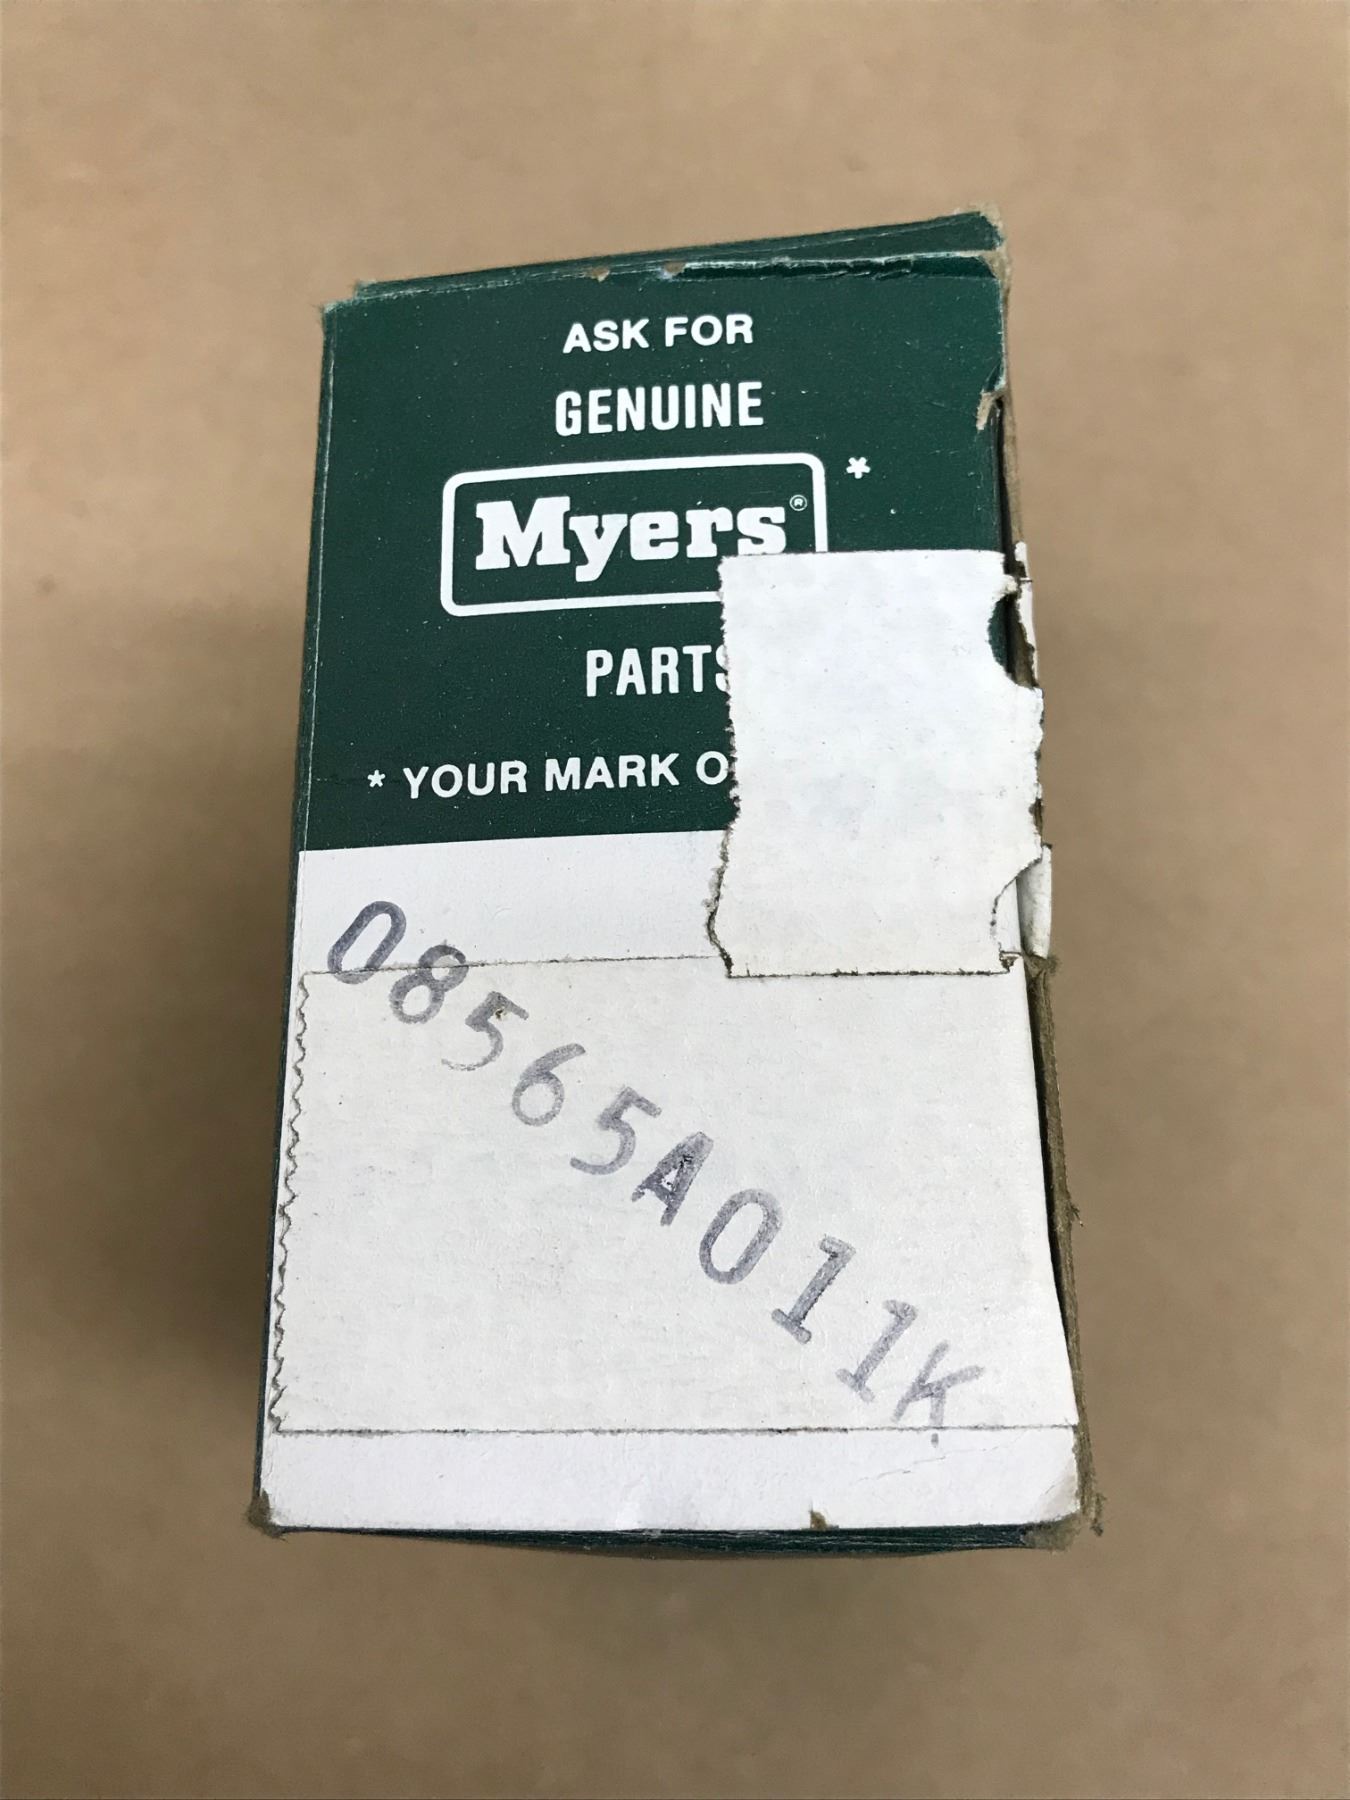 ASK FOR
GENUINE
Myers® *
PARTS
* YOUR MARK
08565A011K